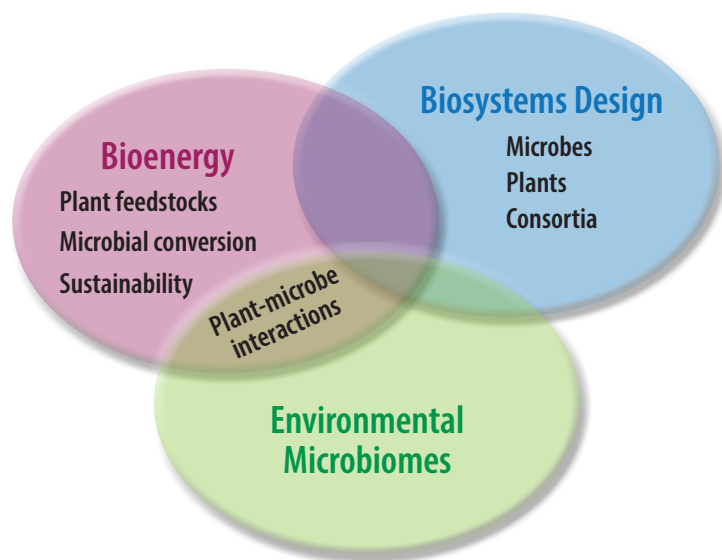 Biosystems Design
Microbes
Plants
Consortia
Bioenergy
Plant feedstocks
Microbial conversion
Sustainability
Plant-microbe
interactions
Environmental
Microbiomes